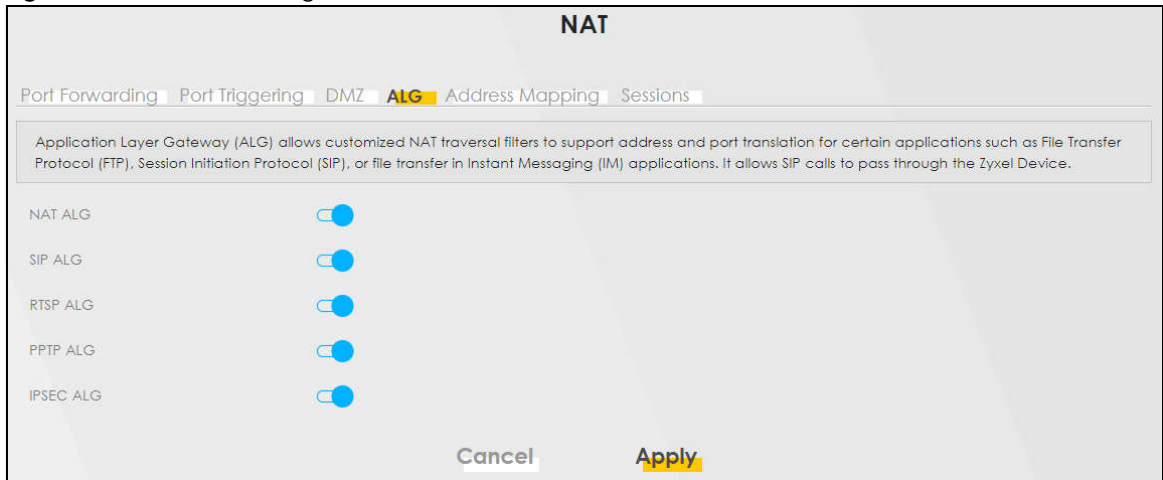 NAT
Port Forwarding Port Triggering DMZ ALG Address Mapping Sessions
Application Layer Gateway (ALG) allows customized NAT traversal filters to support address and port translation for certain applications such as File Transfer
Protocol (FTP), Session Initiation Protocol (SIP), or file transfer in Instant Messaging (IM) applications. It allows SIP calls to pass through the Zyxel Device.
NAT ALG
SIP ALG
RTSP ALG
PPTP ALG
IPSEC ALG
Cancel Apply